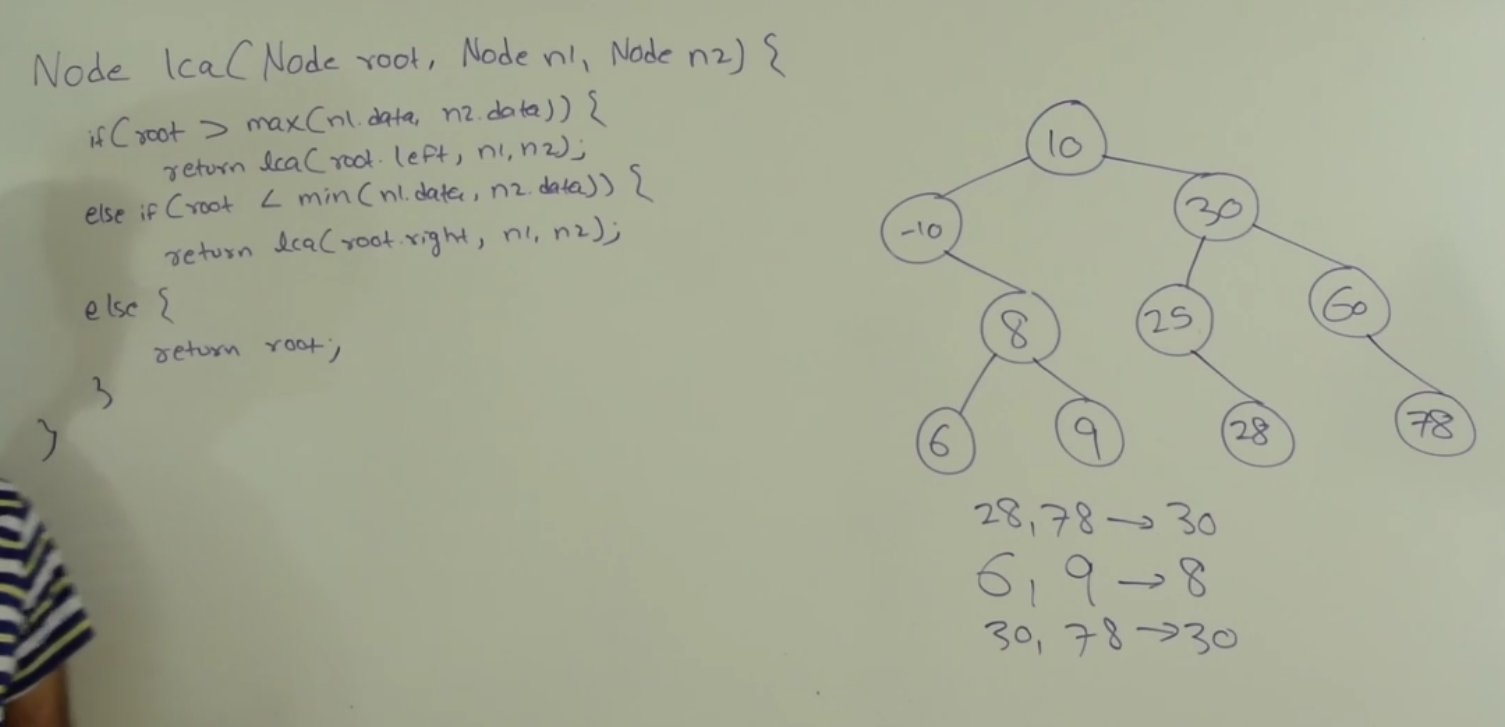 Node lca(Node root, Node n1, Node n2) {
if(root > max(n1.data, n2.data)) {
return lca(root.left, n1, n2);
else if(root < min(n1.data, n2.data)) {
return lca(root.right, n1, n2);
else {
return root;
}
}
10
-10
30
8
25
60
6
9
28
78
28, 78 → 30
6, 9 → 8
30, 78 → 30